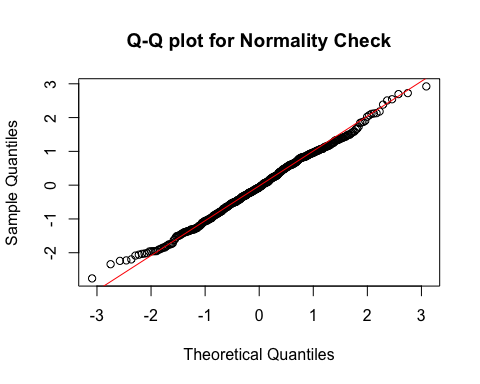 Q-Q plot for Normality Check
Sample Quantiles
3
2
1
0
-1
-2
-3 -2 -1 0 1 2 3
Theoretical Quantiles